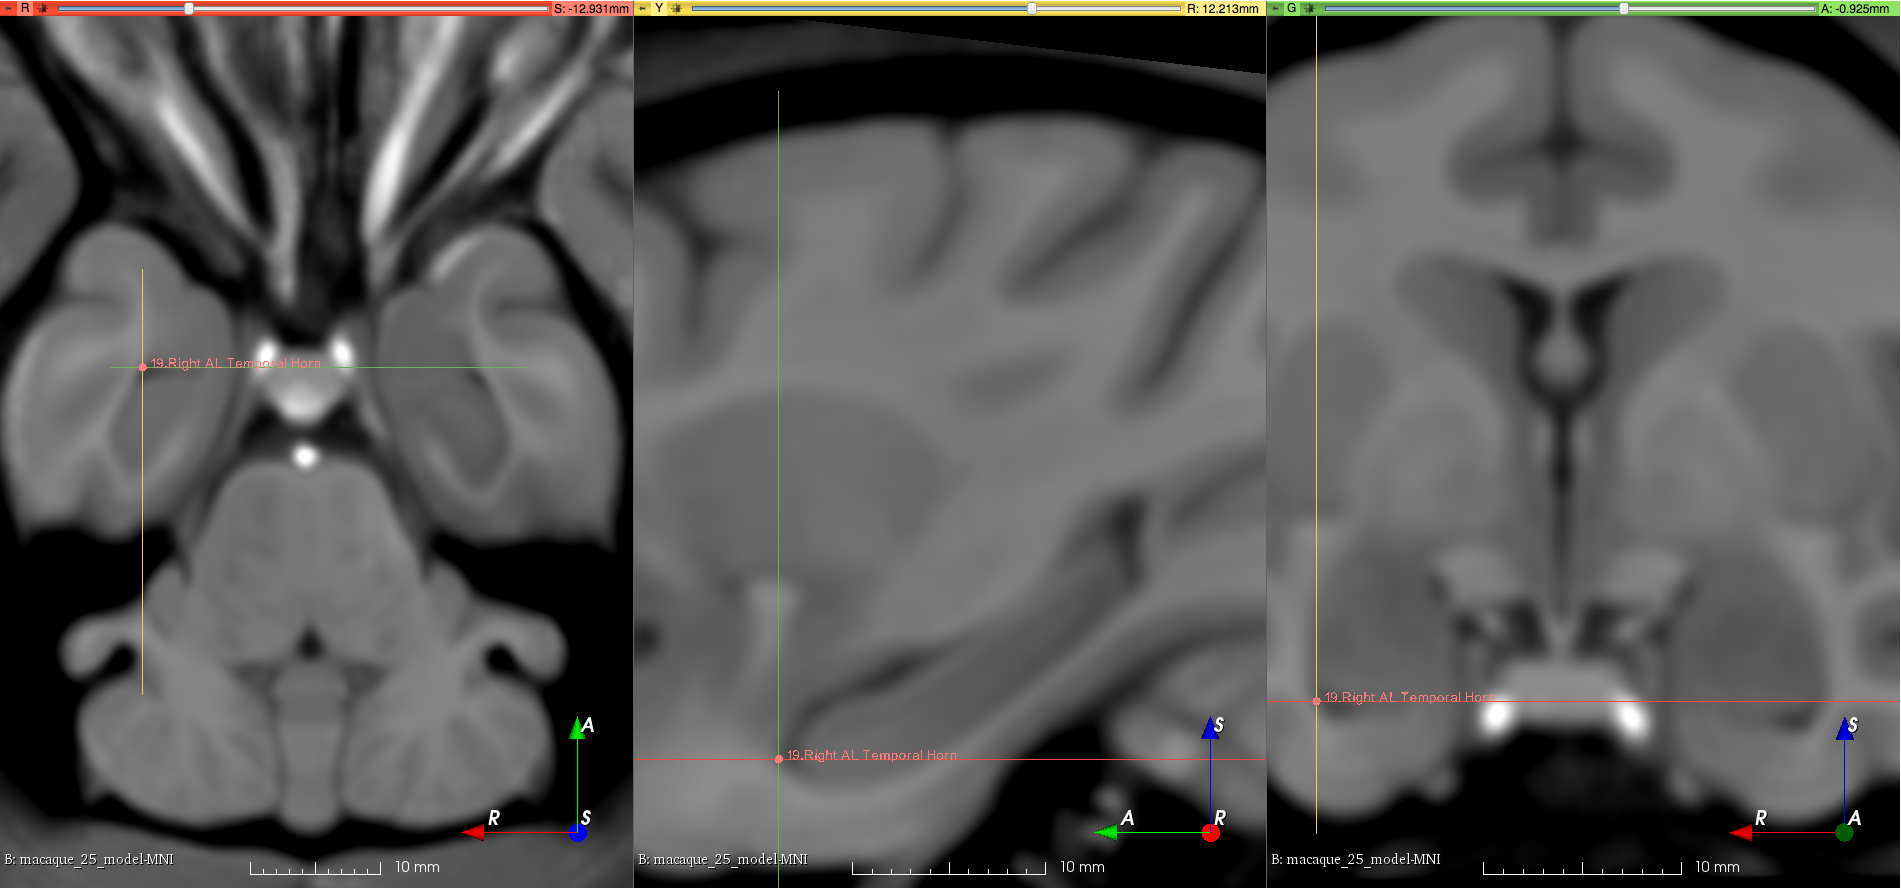 R S: -12.931mm
Y R: 12.213mm
G A: -0.925mm
19.Right AL Temporal Horn
19.Right AL Temporal Horn
19.Right AL Temporal Horn
A
R
S
S
A
R
S
R
A
B: macaque_25_model-MNI
10 mm
B: macaque_25_model-MNI
10 mm
B: macaque_25_model-MNI
10 mm